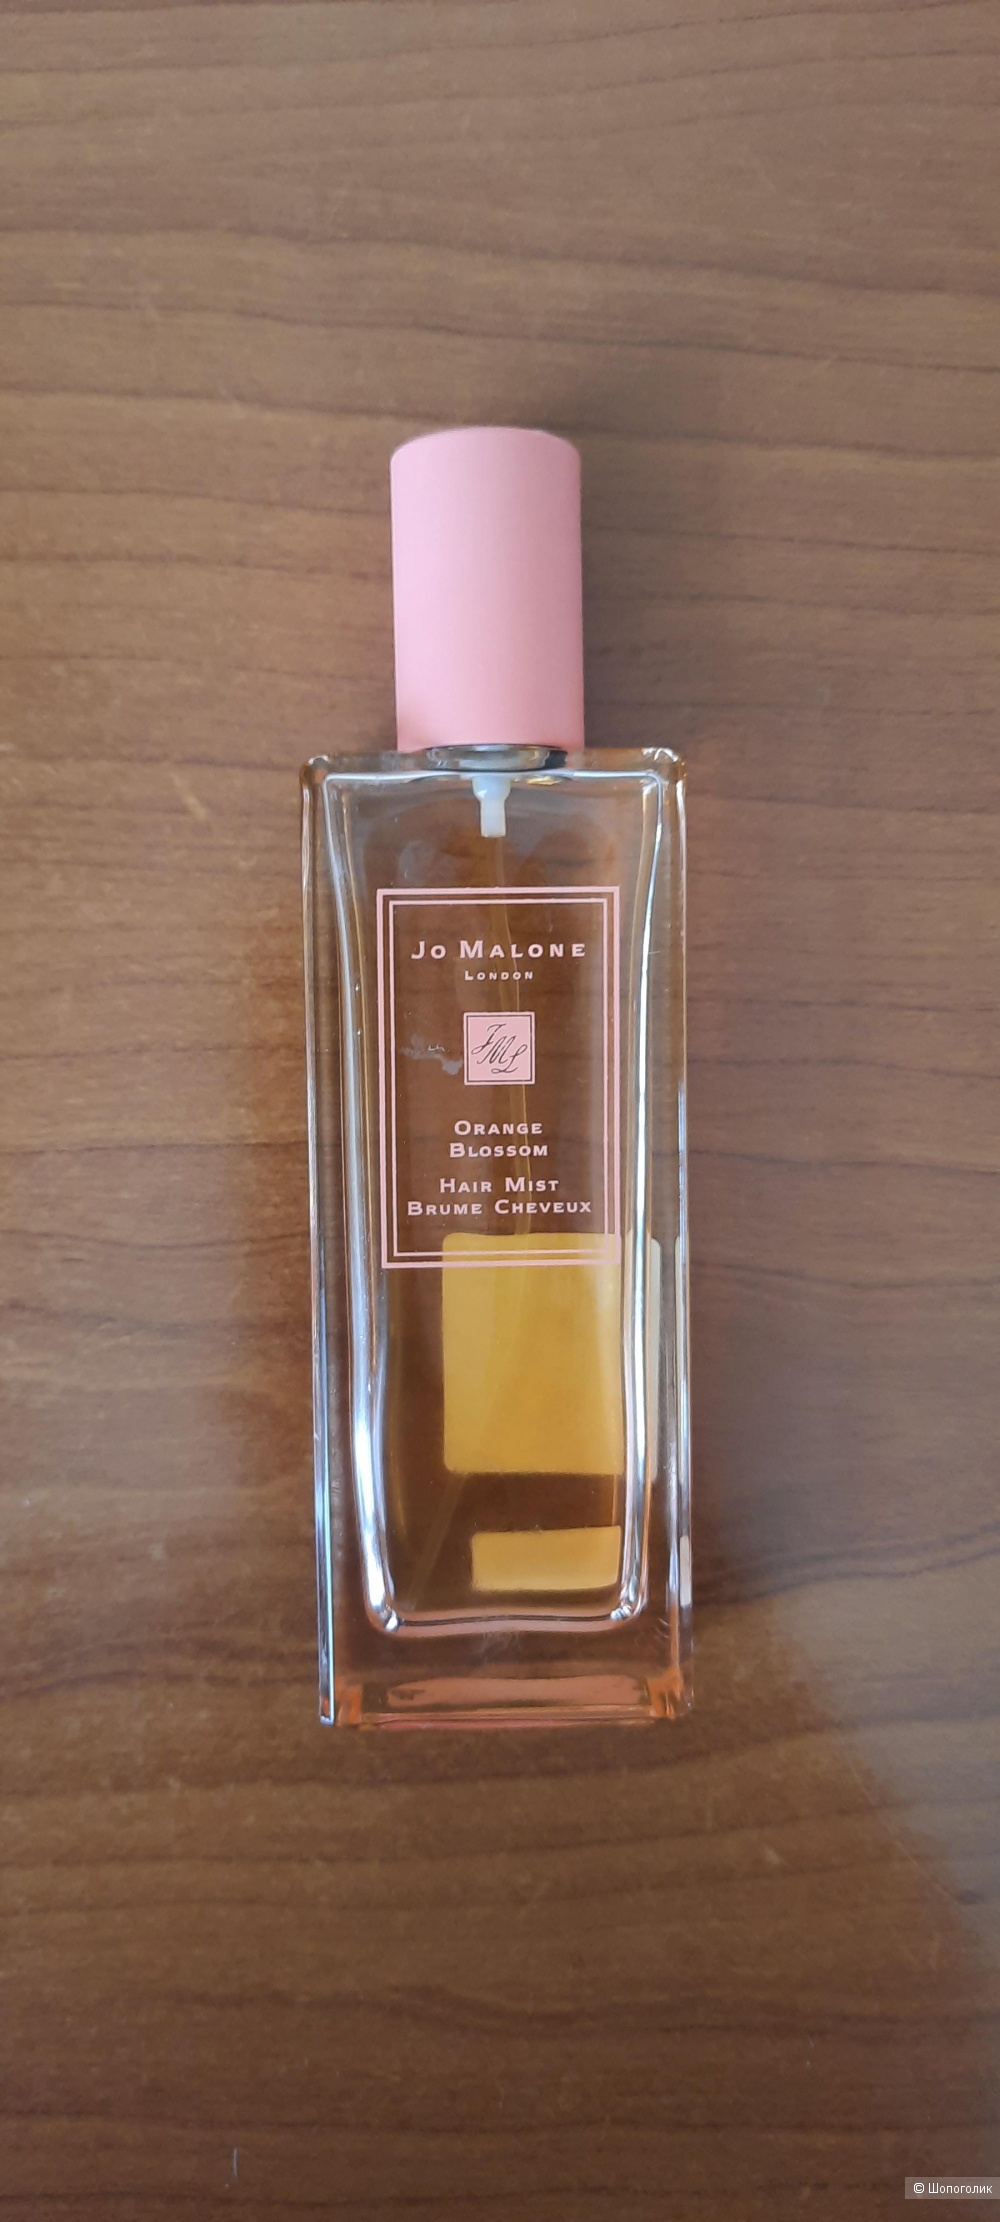 JO MALONE
LONDON
JML
ORANGE
BLOSSOM
HAIR MIST
BRUME CHEVEUX
© Шопоголик